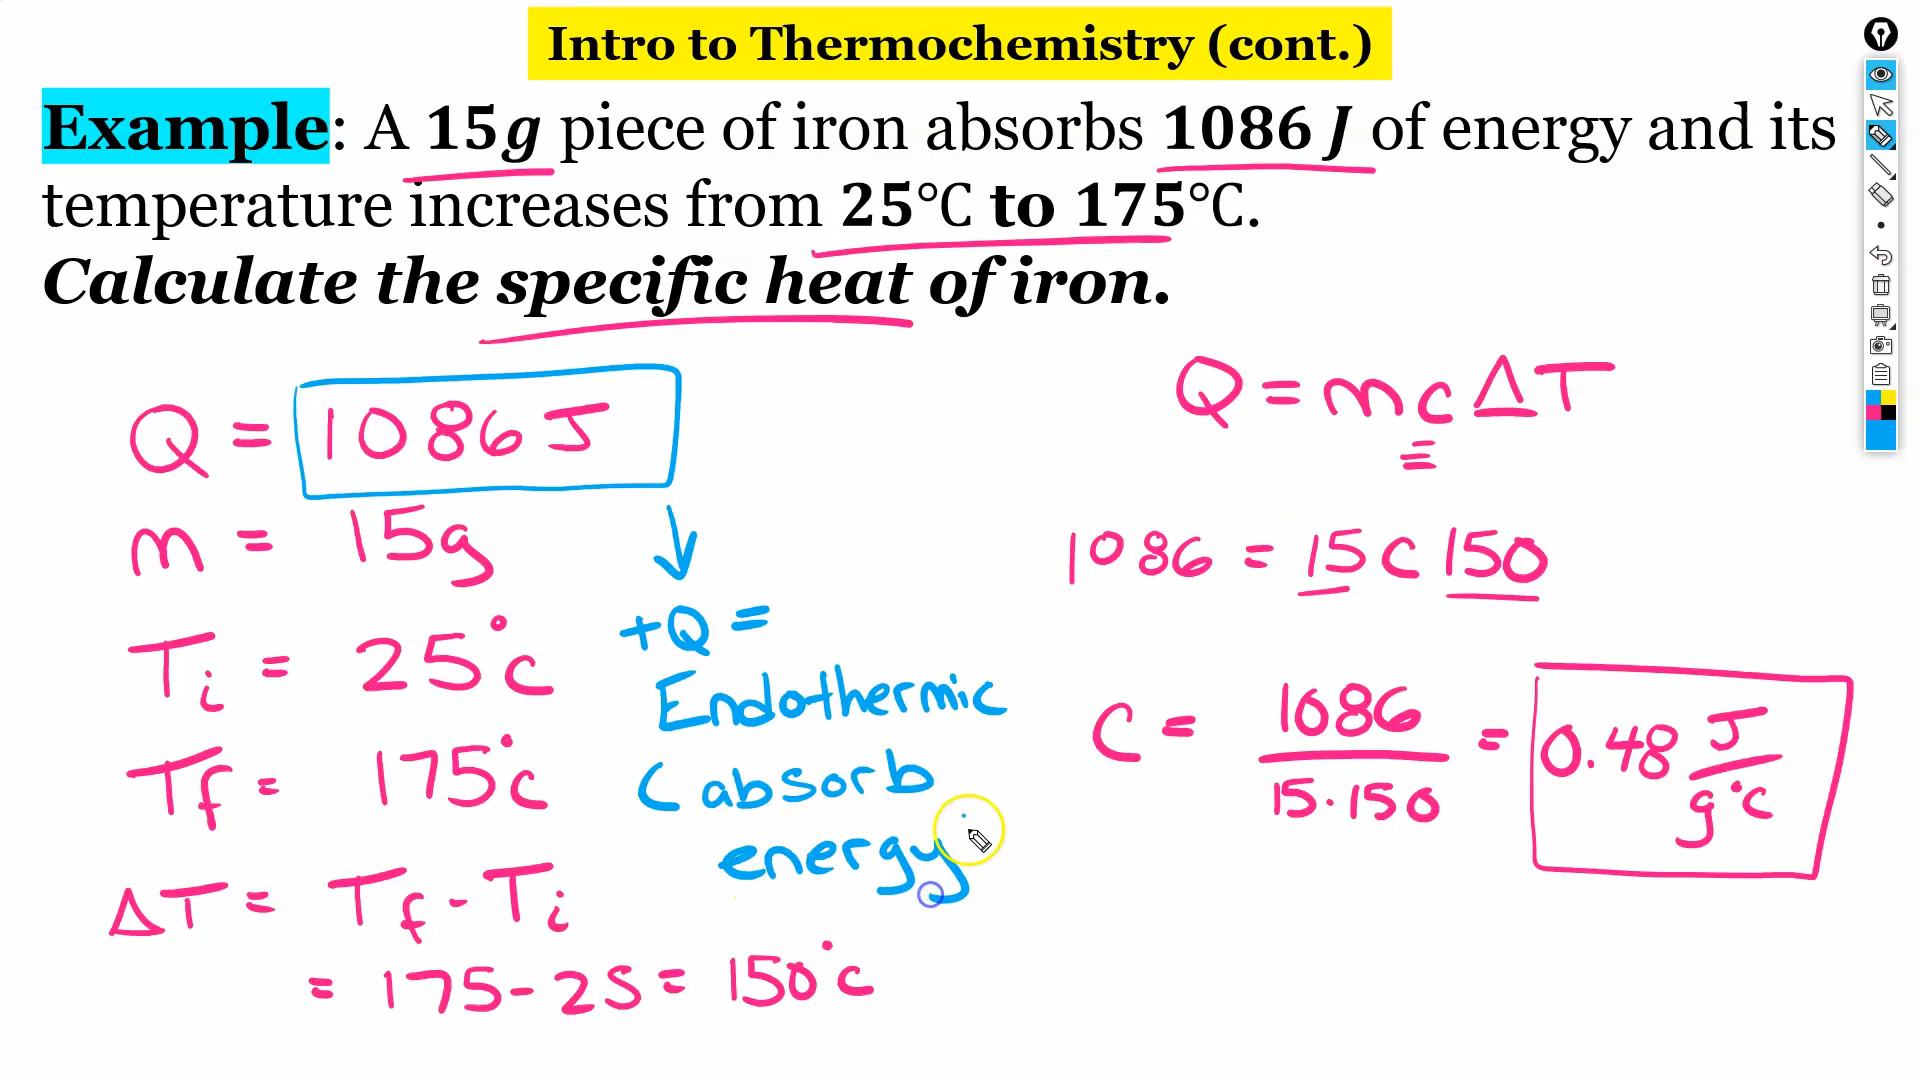 Intro to Thermochemistry (cont.)
Example: A 15g piece of iron absorbs 1086 J of energy and its
temperature increases from 25°C to 175°C.
Calculate the specific heat of iron.
Q = 1086 J
m = 15g
Ti = 25°C
Tf = 175°C
ΔT = Tf - Ti
= 175 - 25 = 150°C
+Q =
Endothermic
(absorb
energy
Q = mcΔT
1086 = 15 C 150
C = 1086 / 15·150 = 0.48 J / g°C